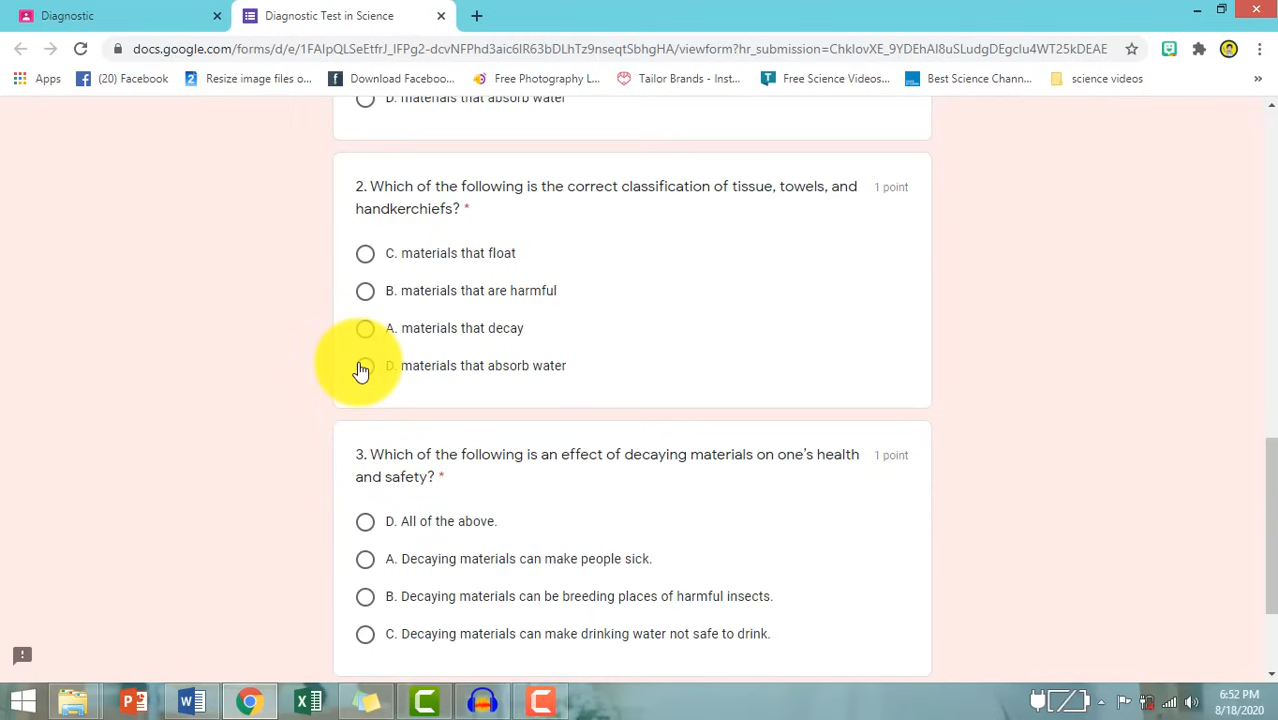 Diagnostic
Diagnostic Test in Science
docs.google.com/forms/d/e/1FAIpQLSeEtfrJ_IFPg2-dcvNFPhd3aic6IR63bDLhTz9nseqtSbhgHA/viewform?hr_submission=ChkIovXE_9YDEhAI8uSLudgDEgcIu4WT25kDEAE
Apps
(20) Facebook
Resize image files o...
Download Faceboo...
Free Photography L...
Tailor Brands - Inst...
Free Science Videos...
Best Science Chann...
science videos
»
D. materials that absorb water
2. Which of the following is the correct classification of tissue, towels, and 1 point
handkerchiefs? *
C. materials that float
B. materials that are harmful
A. materials that decay
D. materials that absorb water
3. Which of the following is an effect of decaying materials on one's health 1 point
and safety? *
D. All of the above.
A. Decaying materials can make people sick.
B. Decaying materials can be breeding places of harmful insects.
C. Decaying materials can make drinking water not safe to drink.
6:52 PM
8/18/2020